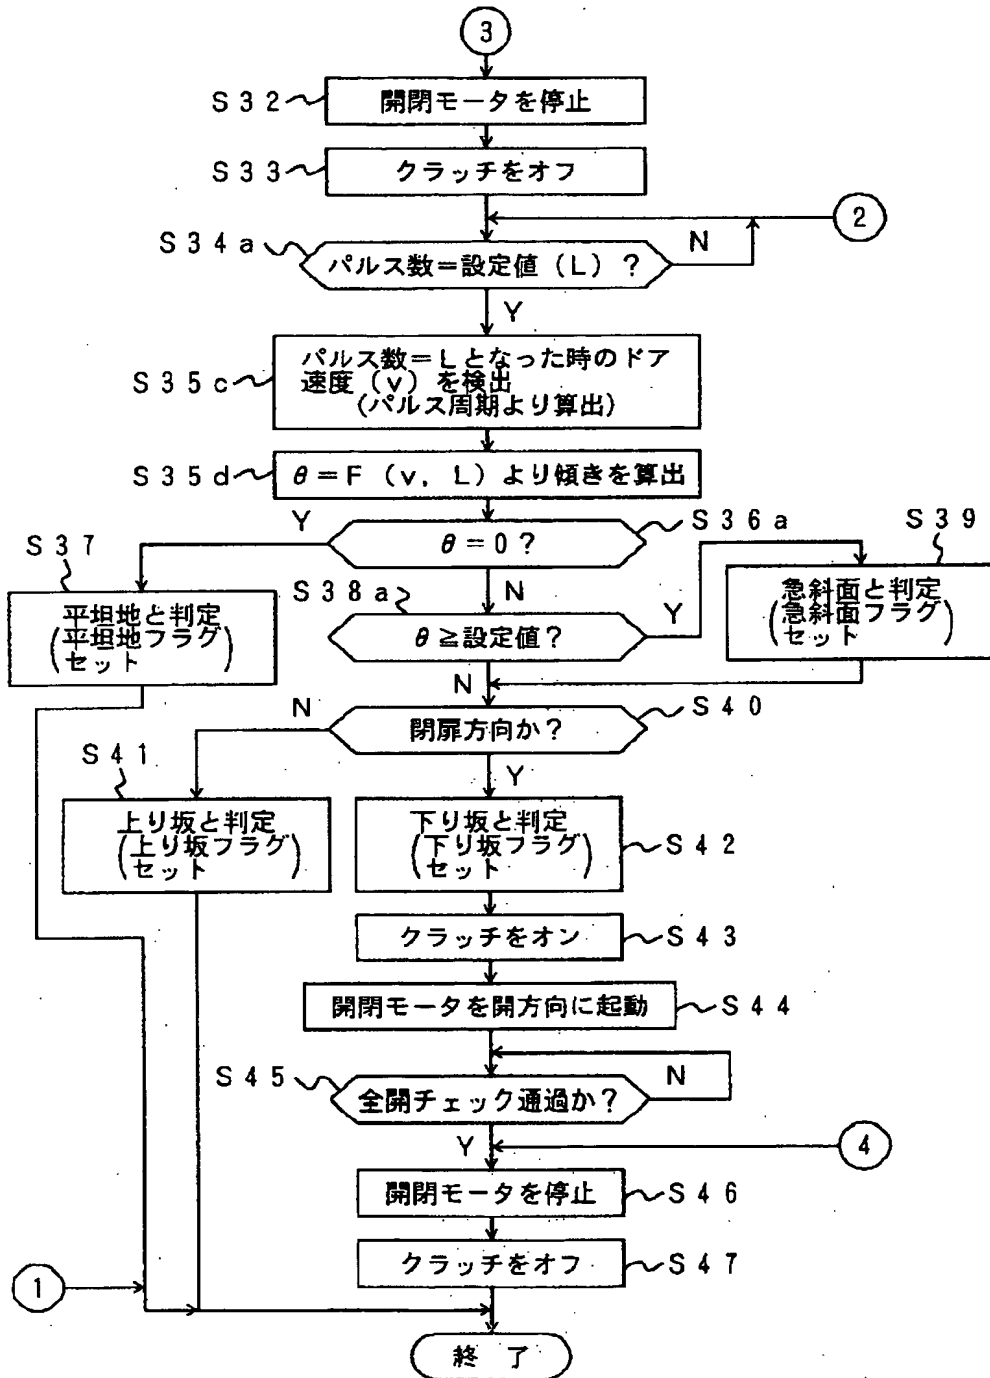 3
S32
開閉モータを停止
S33
クラッチをオフ
2
S34a
パルス数=設定値(L)?
N
Y
S35c
パルス数=Lとなった時のドア
速度(v)を検出
(パルス周期より算出)
S35d
θ=F(v,L)より傾きを算出
Y
S36a
S39
θ=0?
S37
平坦地と判定
(平坦地フラグ)
セット
N
S38a
θ≧設定値?
Y
急斜面と判定
(急斜面フラグ)
セット
N
N
S40
閉扉方向か?
S41
上り坂と判定
(上り坂フラグ)
セット
Y
下り坂と判定
(下り坂フラグ)
セット
S42
クラッチをオン
S43
開閉モータを開方向に起動
S44
S45
全開チェック通過か?
N
Y
4
開閉モータを停止
S46
クラッチをオフ
S47
1
終了